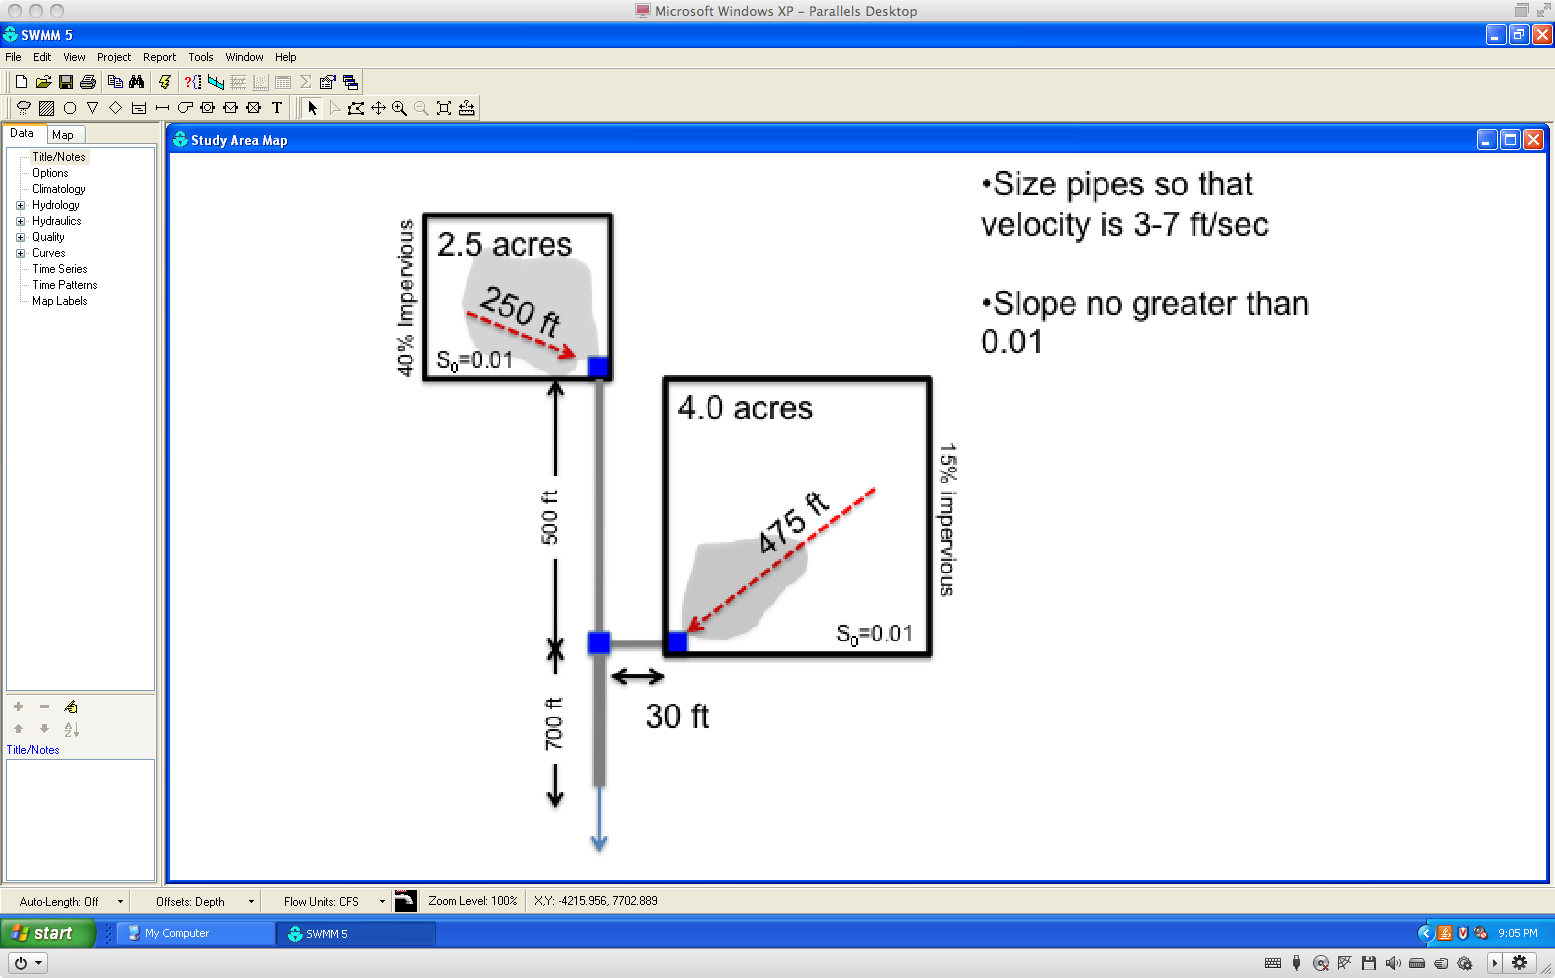 Microsoft Windows XP - Parallels Desktop
SWMM 5
File Edit View Project Report Tools Window Help
T
Data Map
Title/Notes
Options
Climatology
Hydrology
Hydraulics
Quality
Curves
Time Series
Time Patterns
Map Labels
Title/Notes
Study Area Map
•Size pipes so that
velocity is 3-7 ft/sec
•Slope no greater than
0.01
40% Impervious
2.5 acres
250 ft
S0=0.01
500 ft
4.0 acres
475 ft
S0=0.01
15% impervious
30 ft
700 ft
Auto-Length: Off Offsets: Depth Flow Units: CFS Zoom Level: 100% X,Y: -4215.956, 7702.889
start My Computer SWMM 5 9:05 PM